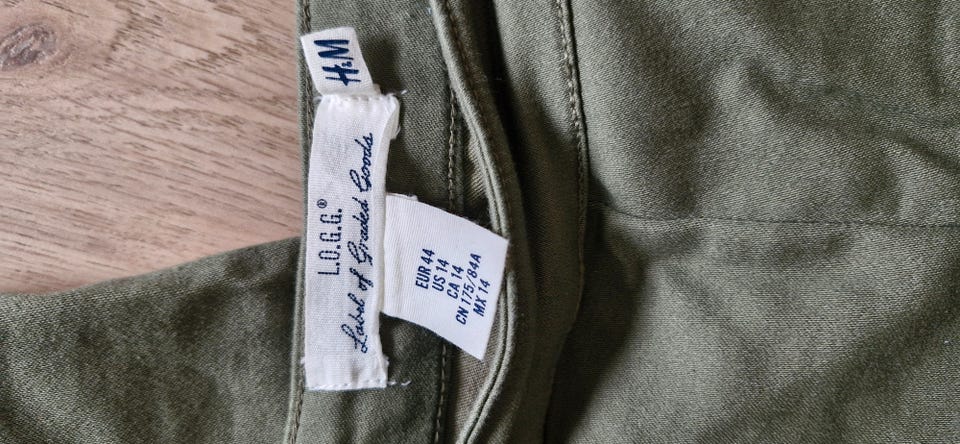 H&M
L.O.G.G.®
Label of Graded Goods
EUR 44
US 14
CA 14
CN 175/84A
MX 14